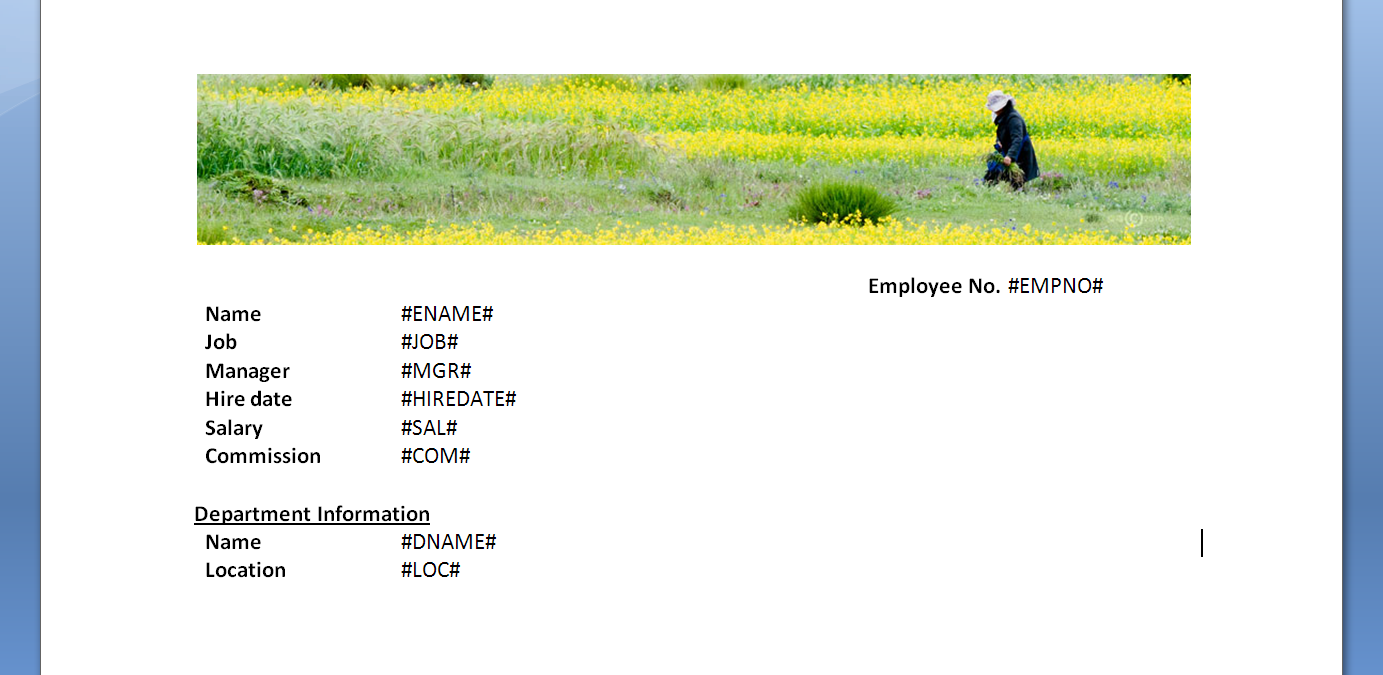 Employee No. #EMPNO#
Name #ENAME#
Job #JOB#
Manager #MGR#
Hire date #HIREDATE#
Salary #SAL#
Commission #COM#
Department Information
Name #DNAME#
Location #LOC#